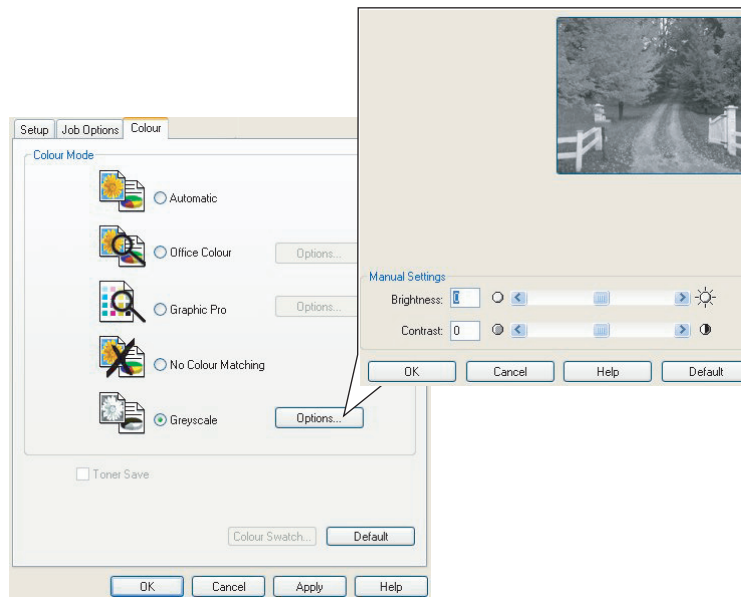 Setup
Job Options
Colour
Colour Mode
Automatic
Office Colour
Options...
Graphic Pro
Options...
No Colour Matching
Greyscale
Options...
Toner Save
Colour Swatch...
Default
OK
Cancel
Apply
Help
Manual Settings
Brightness: 0
Contrast: 0
OK
Cancel
Help
Default